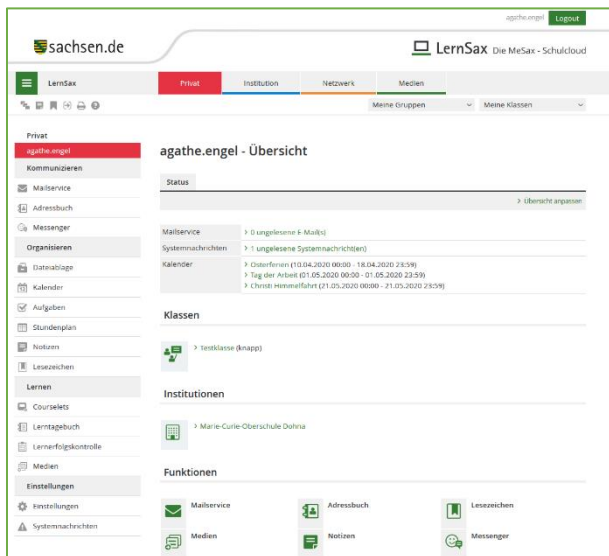 agathe.engel Logout
sachsen.de
LernSax Die MeSax - Schulcloud
LernSax Privat Institution Netzwerk Medien
Meine Gruppen Meine Klassen
Privat
agathe.engel
Kommunizieren
Mailservice
Adressbuch
Messenger
Organisieren
Dateiablage
Kalender
Aufgaben
Stundenplan
Notizen
Lesezeichen
Lernen
Courselets
Lerntagebuch
Lernerfolgskontrolle
Medien
Einstellungen
Einstellungen
Systemnachrichten
agathe.engel - Übersicht
Status
> Übersicht anpassen
Mailservice > 0 ungelesene E-Mail(s)
Systemnachrichten > 1 ungelesene Systemnachricht(en)
Kalender > Osterferien (10.04.2020 00:00 - 18.04.2020 23:59)
> Tag der Arbeit (01.05.2020 00:00 - 01.05.2020 23:59)
> Christi Himmelfahrt (21.05.2020 00:00 - 21.05.2020 23:59)
Klassen
> testklasse (knapp)
Institutionen
> Marie-Curie-Oberschule Dohna
Funktionen
Mailservice Adressbuch Lesezeichen
Medien Notizen Messenger